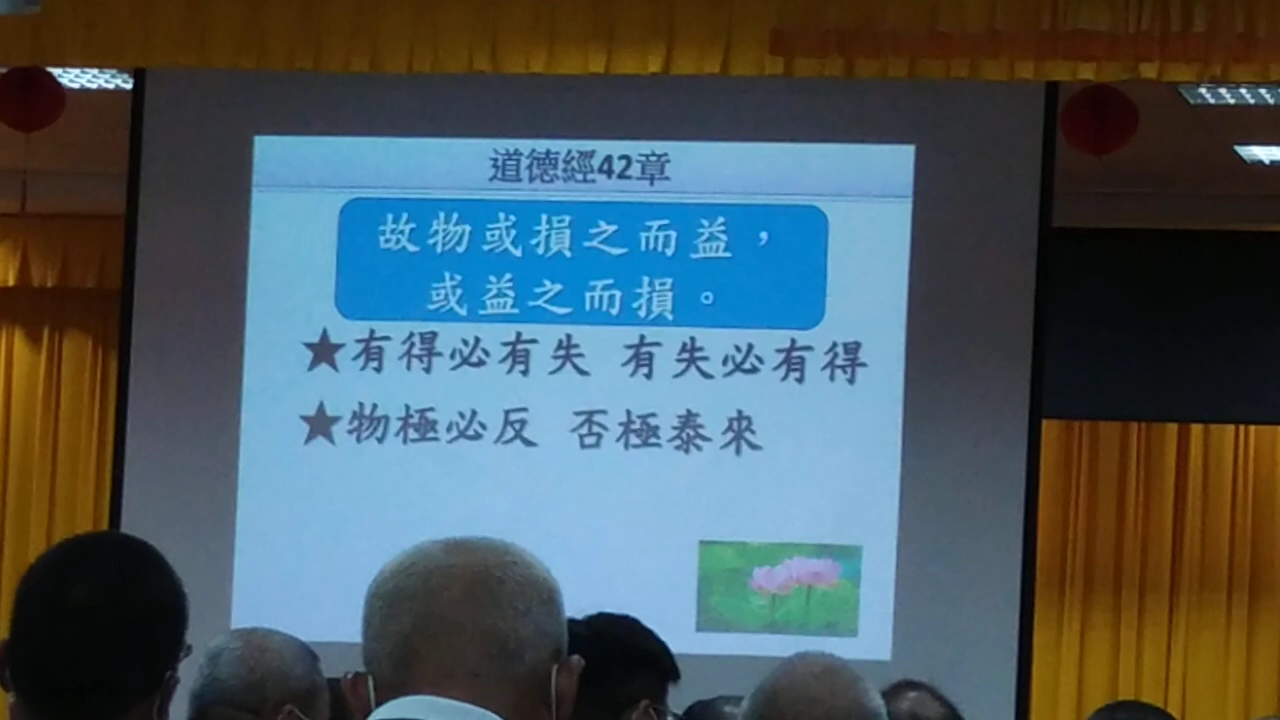 道德經42章
故物或損之而益，
或益之而損。
★有得必有失 有失必有得
★物極必反 否極泰來